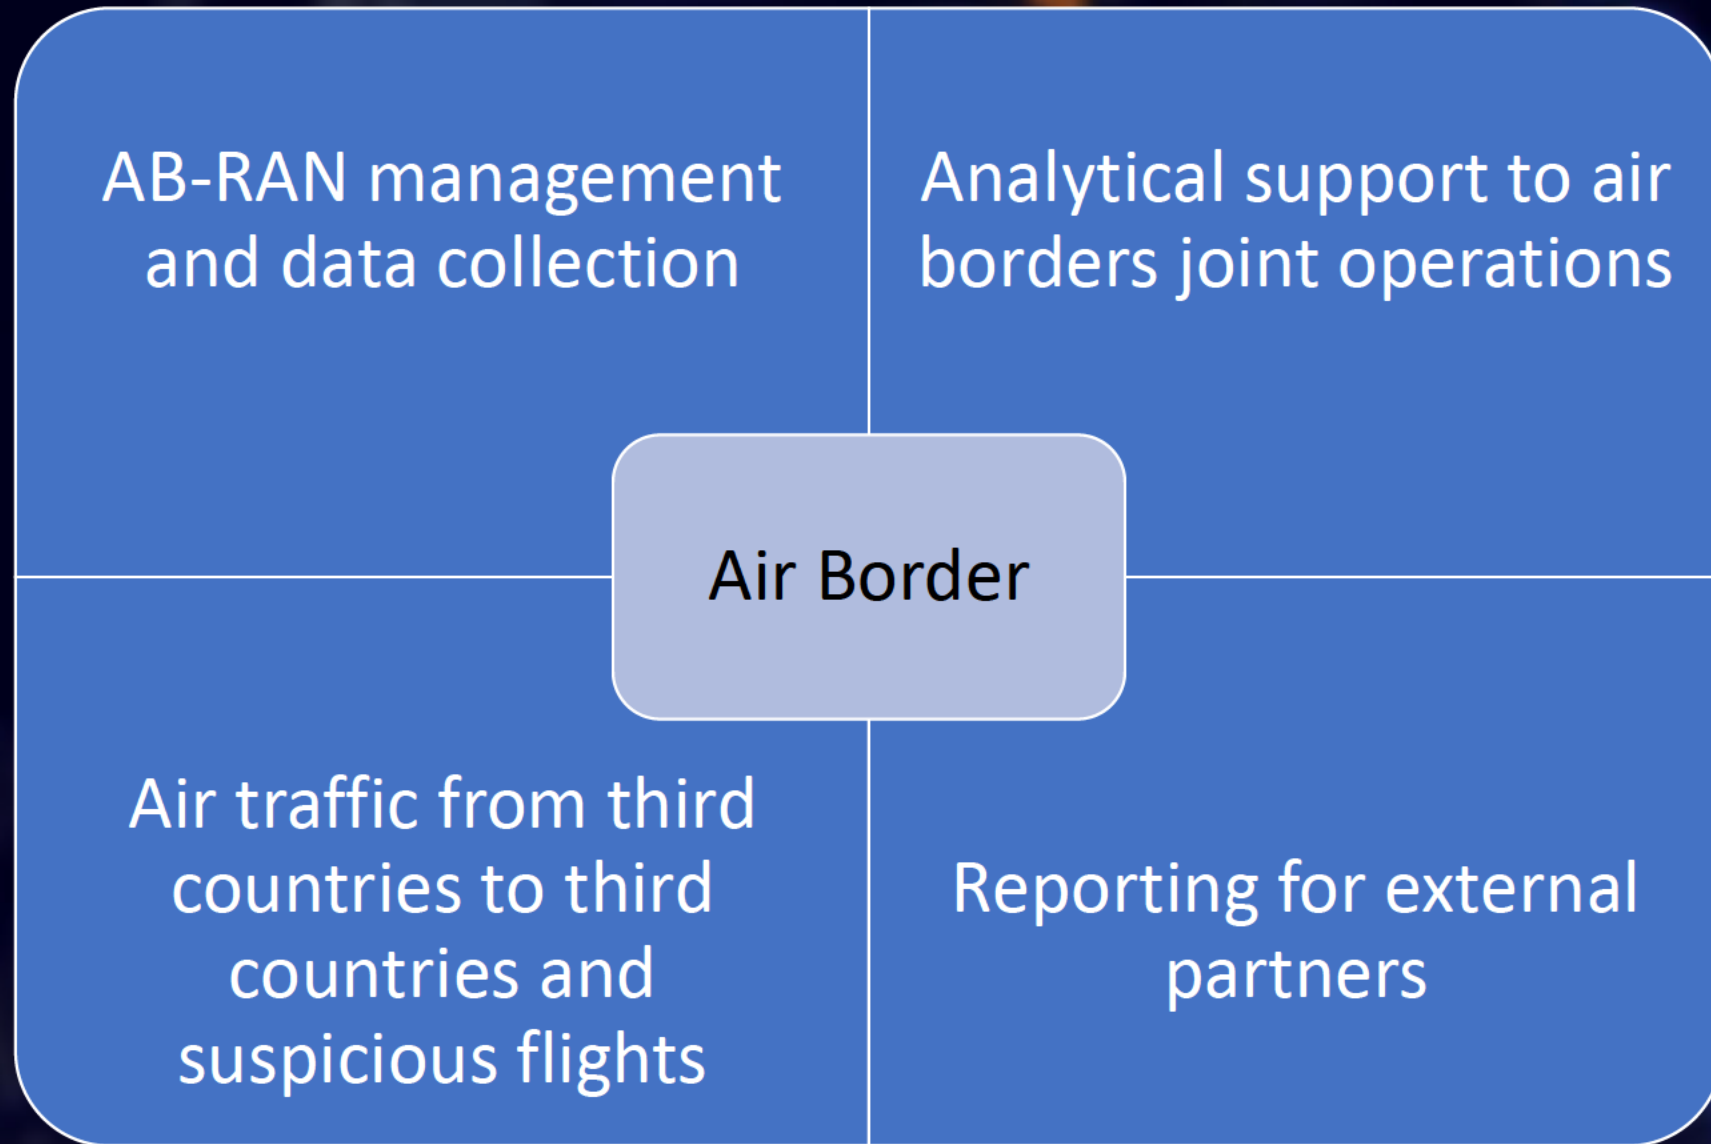 AB-RAN management
and data collection
Analytical support to air
borders joint operations
Air Border
Air traffic from third
countries to third
countries and
suspicious flights
Reporting for external
partners